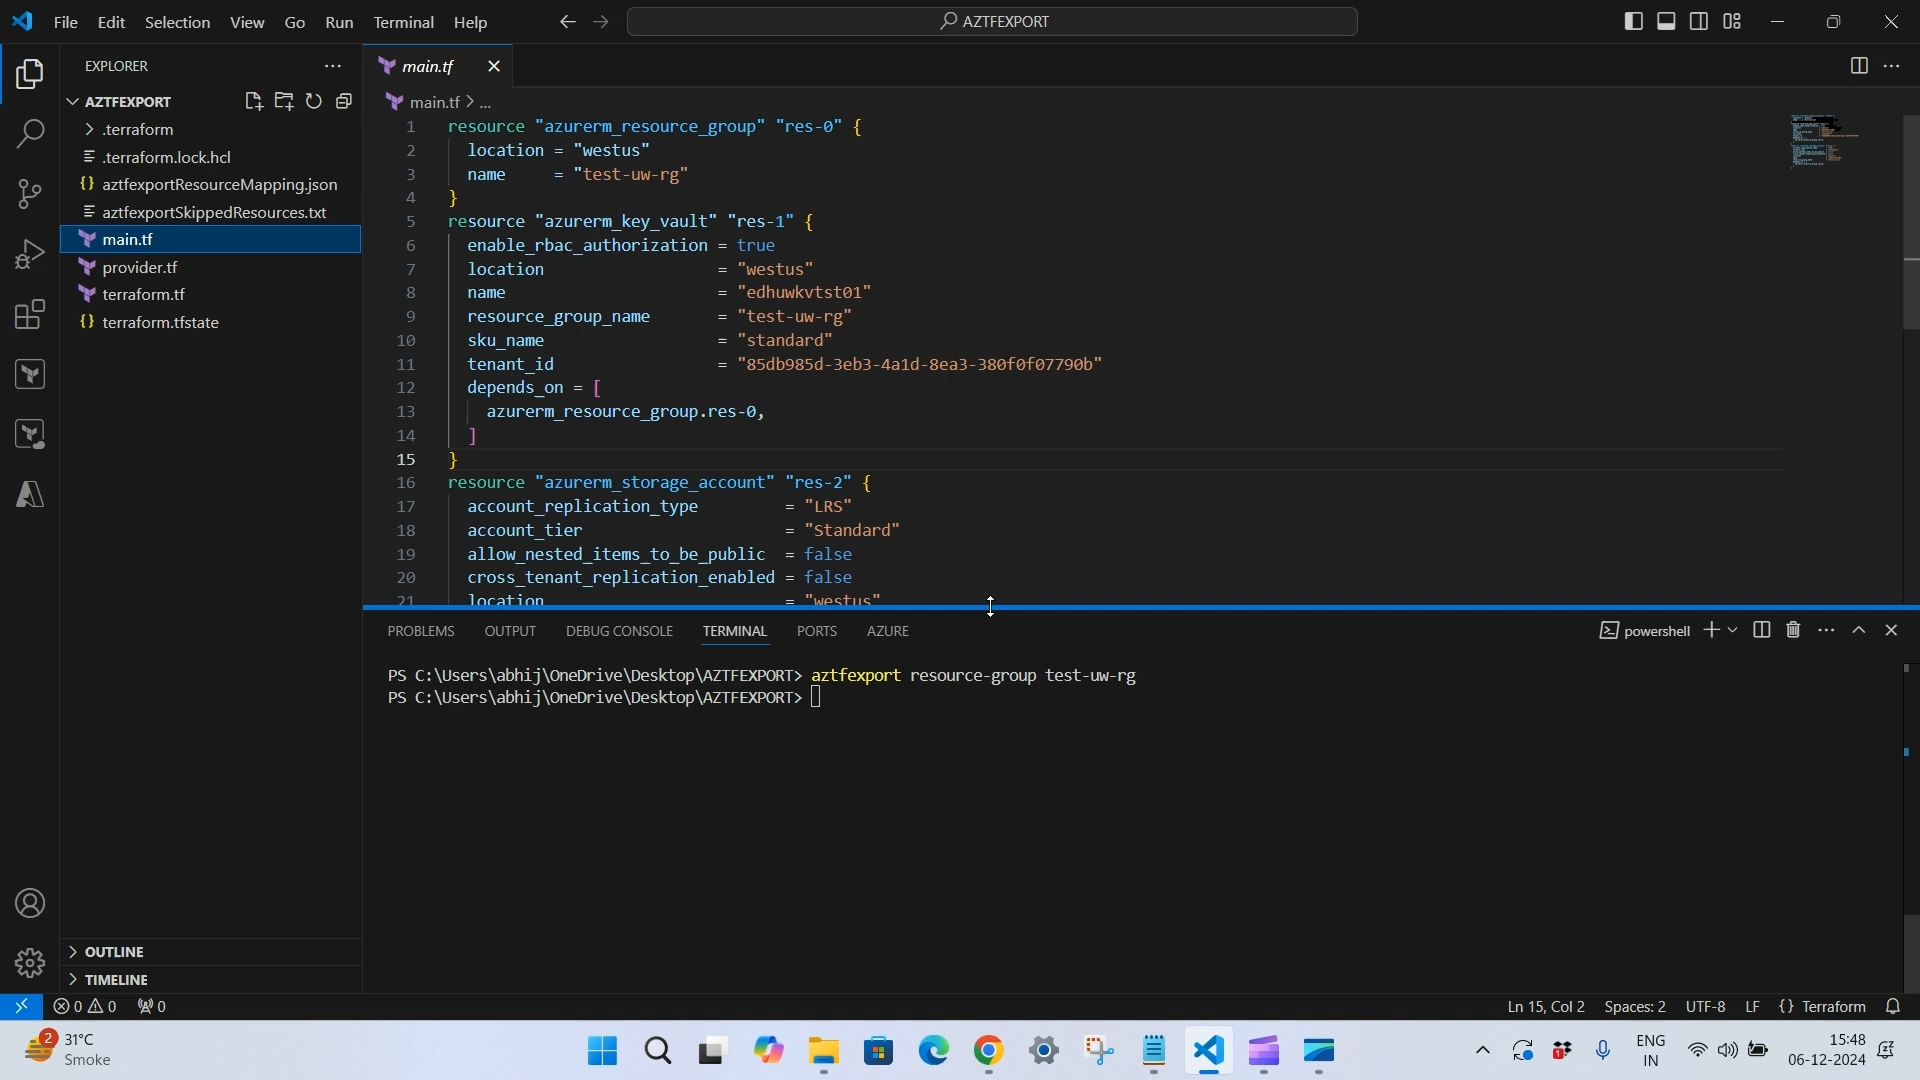 File Edit Selection View Go Run Terminal Help
AZTFEXPORT
EXPLORER
AZTFEXPORT
.terraform
.terraform.lock.hcl
{} aztfexportResourceMapping.json
aztfexportSkippedResources.txt
main.tf
provider.tf
terraform.tf
{} terraform.tfstate
OUTLINE
TIMELINE
main.tf
main.tf > ...
1 resource "azurerm_resource_group" "res-0" {
2 location = "westus"
3 name     = "test-uw-rg"
4 }
5 resource "azurerm_key_vault" "res-1" {
6 enable_rbac_authorization = true
7 location                  = "westus"
8 name                      = "edhuwkvtst01"
9 resource_group_name       = "test-uw-rg"
10 sku_name                  = "standard"
11 tenant_id                 = "85db985d-3eb3-4a1d-8ea3-380f0f07790b"
12 depends_on = [
13 azurerm_resource_group.res-0,
14 ]
15 }
16 resource "azurerm_storage_account" "res-2" {
17 account_replication_type         = "LRS"
18 account_tier                     = "Standard"
19 allow_nested_items_to_be_public  = false
20 cross_tenant_replication_enabled = false
21 location                         = "westus"
PROBLEMS OUTPUT DEBUG CONSOLE TERMINAL PORTS AZURE
powershell
PS C:\Users\abhij\OneDrive\Desktop\AZTFEXPORT> aztfexport resource-group test-uw-rg
PS C:\Users\abhij\OneDrive\Desktop\AZTFEXPORT>
0 0 0
Ln 15, Col 2 Spaces: 2 UTF-8 LF {} Terraform
2
31°C
Smoke
1
ENG
IN
15:48
06-12-2024